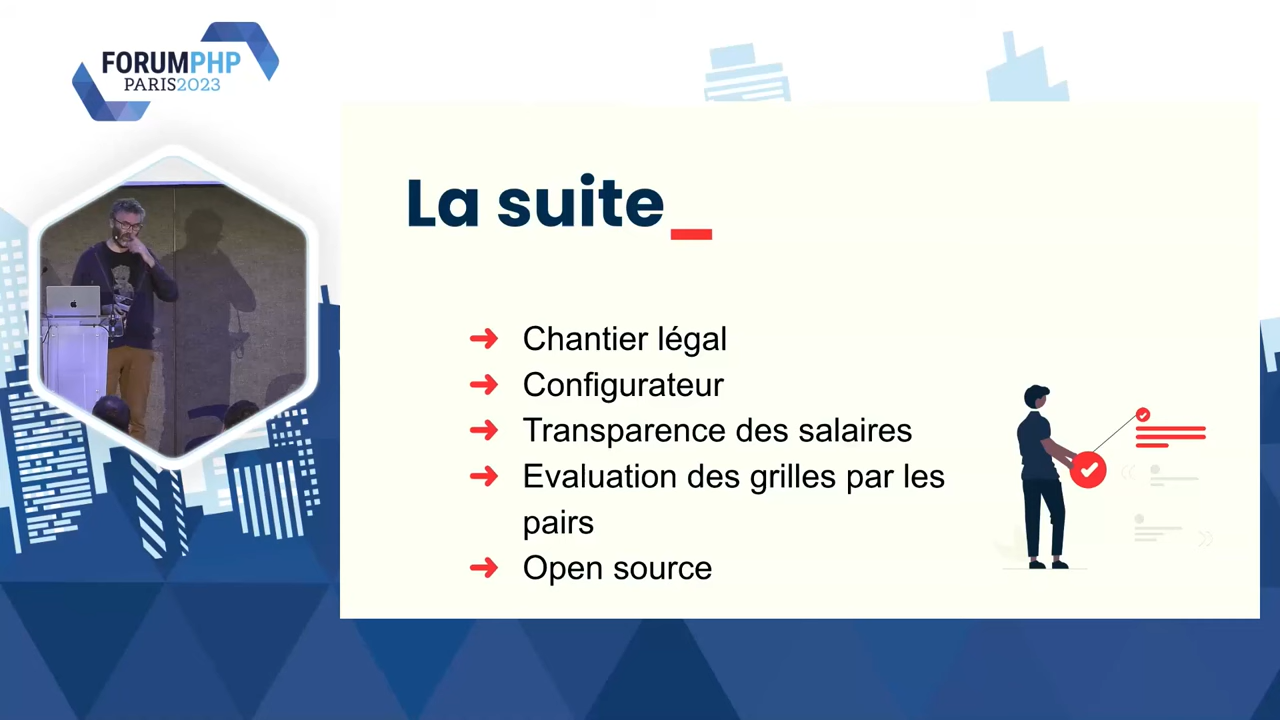 FORUMPHP
PARIS2023
La suite_
➜ Chantier légal
➜ Configurateur
➜ Transparence des salaires
➜ Evaluation des grilles par les
pairs
➜ Open source